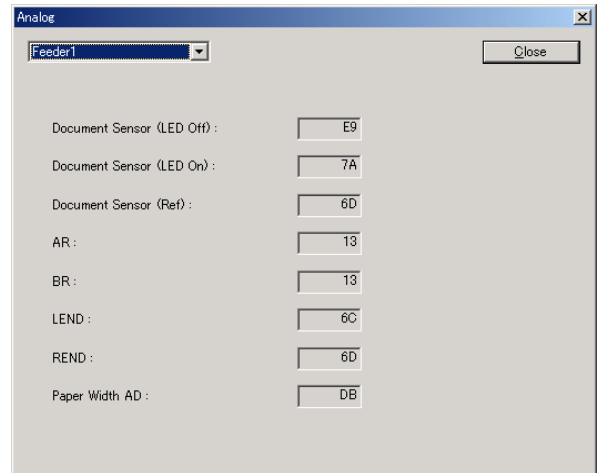 Analog
Feeder1
Close
Document Sensor (LED Off) : E9
Document Sensor (LED On) : 7A
Document Sensor (Ref) : 6D
AR : 13
BR : 13
LEND : 6C
REND : 6D
Paper Width AD : DB